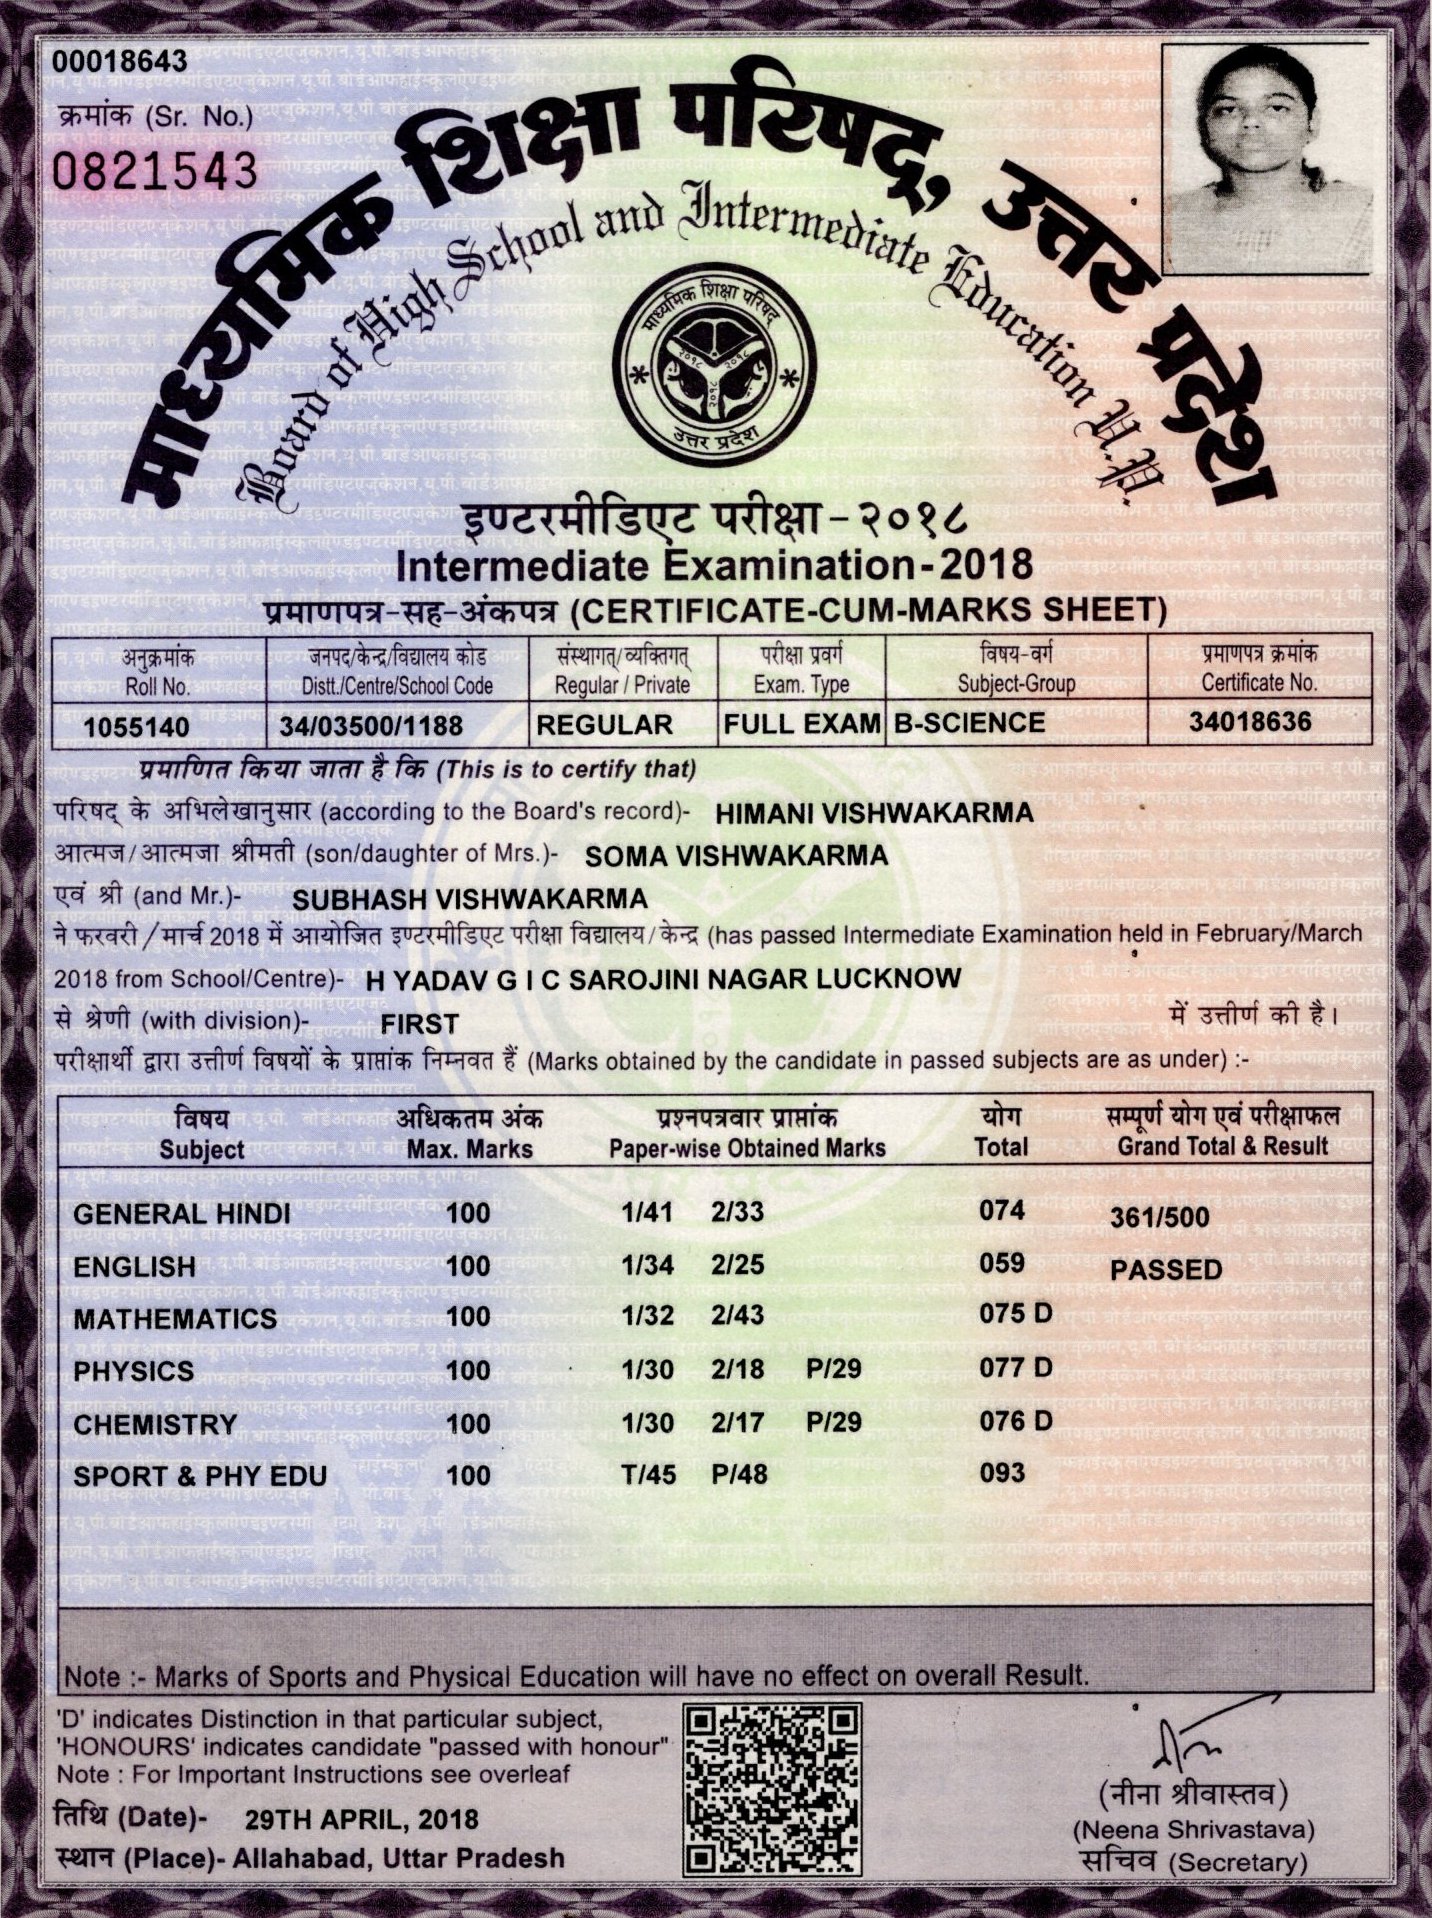 00018643
क्रमांक (Sr. No.)
0821543
माध्यमिक शिक्षा परिषद्, उत्तर प्रदेश
Board of High School and Intermediate Education U.P.
माध्यमिक शिक्षा परिषद्
२०१८ २०१८
२०१८
उत्तर प्रदेश
इण्टरमीडिएट परीक्षा - २०१८
Intermediate Examination - 2018
प्रमाणपत्र-सह-अंकपत्र (CERTIFICATE-CUM-MARKS SHEET)
अनुक्रमांक जनपद/केन्द्र/विद्यालय कोड संस्थागत्/व्यक्तिगत् परीक्षा प्रवर्ग विषय-वर्ग प्रमाणपत्र क्रमांक
Roll No. Distt./Centre/School Code Regular / Private Exam. Type Subject-Group Certificate No.
1055140 34/03500/1188 REGULAR FULL EXAM B-SCIENCE 34018636
प्रमाणित किया जाता है कि (This is to certify that)
परिषद् के अभिलेखानुसार (according to the Board's record)- HIMANI VISHWAKARMA
आत्मज/आत्मजा श्रीमती (son/daughter of Mrs.)- SOMA VISHWAKARMA
एवं श्री (and Mr.)- SUBHASH VISHWAKARMA
ने फरवरी/मार्च 2018 में आयोजित इण्टरमीडिएट परीक्षा विद्यालय/केन्द्र (has passed Intermediate Examination held in February/March
2018 from School/Centre)- H YADAV G I C SAROJINI NAGAR LUCKNOW
से श्रेणी (with division)- FIRST में उत्तीर्ण की है।
परीक्षार्थी द्वारा उत्तीर्ण विषयों के प्राप्तांक निम्नवत हैं (Marks obtained by the candidate in passed subjects are as under) :-
विषय अधिकतम अंक प्रश्नपत्रवार प्राप्तांक योग सम्पूर्ण योग एवं परीक्षाफल
Subject Max. Marks Paper-wise Obtained Marks Total Grand Total & Result
GENERAL HINDI 100 1/41 2/33 074 361/500
ENGLISH 100 1/34 2/25 059 PASSED
MATHEMATICS 100 1/32 2/43 075 D
PHYSICS 100 1/30 2/18 P/29 077 D
CHEMISTRY 100 1/30 2/17 P/29 076 D
SPORT & PHY EDU 100 T/45 P/48 093
Note :- Marks of Sports and Physical Education will have no effect on overall Result.
'D' indicates Distinction in that particular subject,
'HONOURS' indicates candidate "passed with honour"
Note : For Important Instructions see overleaf
तिथि (Date)- 29TH APRIL, 2018
स्थान (Place)- Allahabad, Uttar Pradesh
(नीना श्रीवास्तव)
(Neena Shrivastava)
सचिव (Secretary)